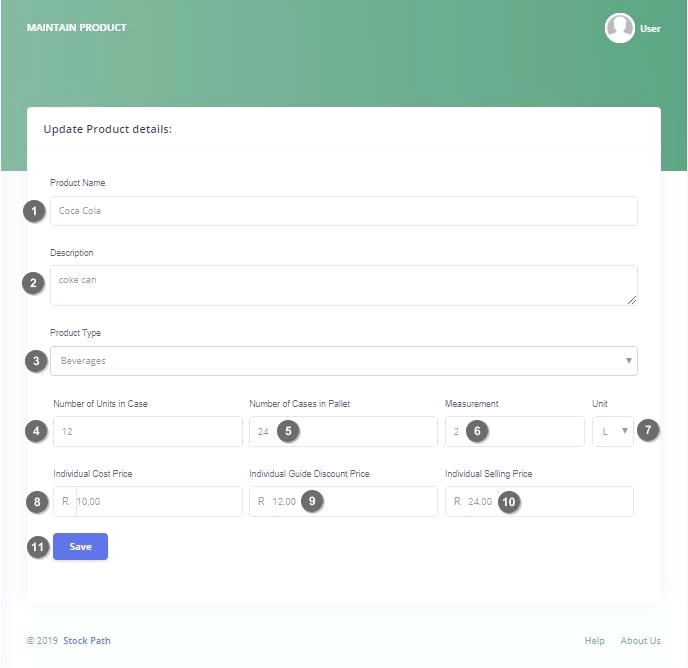 MAINTAIN PRODUCT User
Update Product details:
Product Name
1 Coca Cola
Description
2 coke can
Product Type
3 Beverages
Number of Units in Case Number of Cases in Pallet Measurement Unit
4 12 24 5 2 6 L 7
Individual Cost Price Individual Guide Discount Price Individual Selling Price
8 R 10,00 R 12,00 9 R 24,00 10
11 Save
© 2019 Stock Path Help About Us